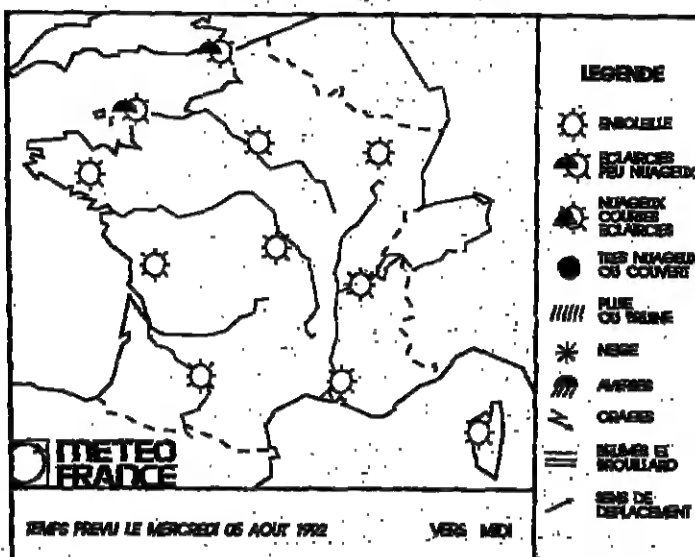 LEGENDE
ENSOLEILLE
ECLAIRCIES
PEU NUAGEUX
NUAGEUX
COURTES
ECLAIRCIES
TRES NUAGEUX
OU COUVERT
PLUIE
OU BRUINE
NEIGE
AVERSES
ORAGES
BRUMES ET
BROUILLARD
SENS DE
DEPLACEMENT
METEO
FRANCE
TEMPS PREVU LE MERCREDI 05 AOUT 1992 VERS MIDI